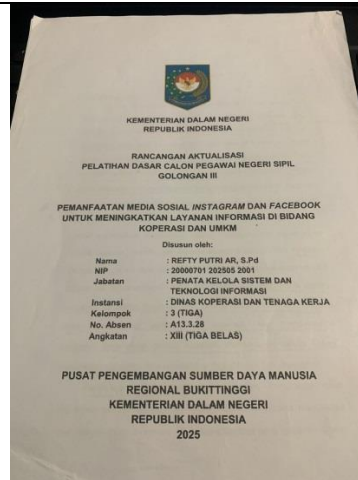 KEMENTERIAN DALAM NEGERI
REPUBLIK INDONESIA
RANCANGAN AKTUALISASI
PELATIHAN DASAR CALON PEGAWAI NEGERI SIPIL
GOLONGAN III
PEMANFAATAN MEDIA SOSIAL INSTAGRAM DAN FACEBOOK
UNTUK MENINGKATKAN LAYANAN INFORMASI DI BIDANG
KOPERASI DAN UMKM
Disusun oleh:
Nama : REFTY PUTRI AR, S.Pd
NIP : 20000701 202505 2001
Jabatan : PENATA KELOLA SISTEM DAN
TEKNOLOGI INFORMASI
Instansi : DINAS KOPERASI DAN TENAGA KERJA
Kelompok : 3 (TIGA)
No. Absen : A13.3.28
Angkatan : XIII (TIGA BELAS)
PUSAT PENGEMBANGAN SUMBER DAYA MANUSIA
REGIONAL BUKITTINGGI
KEMENTERIAN DALAM NEGERI
REPUBLIK INDONESIA
2025